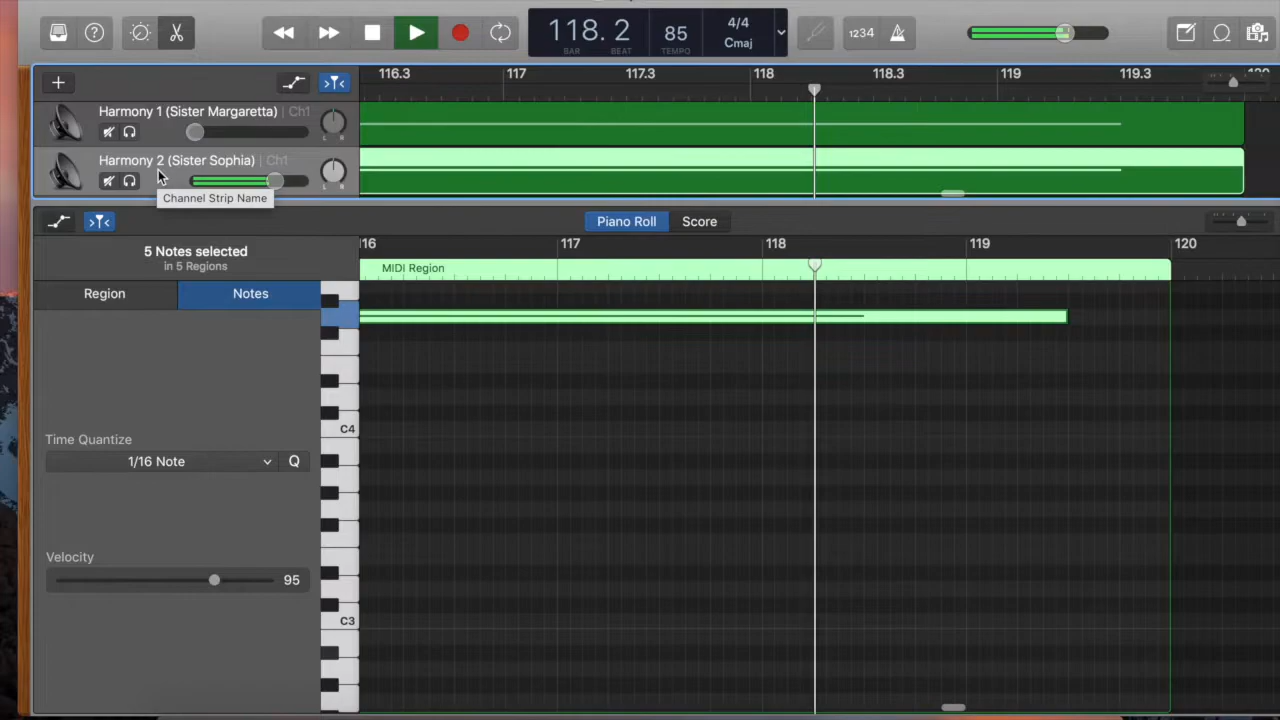 118. 2
BAR BEAT
85
TEMPO
4/4
Cmaj
1234
116.3 117 117.3 118 118.3 119 119.3
Harmony 1 (Sister Margaretta) | Ch1
L R
Harmony 2 (Sister Sophia) | Ch1
L R
Channel Strip Name
Piano Roll Score
5 Notes selected
in 5 Regions
16 117 118 119 120
MIDI Region
Region Notes
Time Quantize
1/16 Note Q
Velocity
95
C4
C3